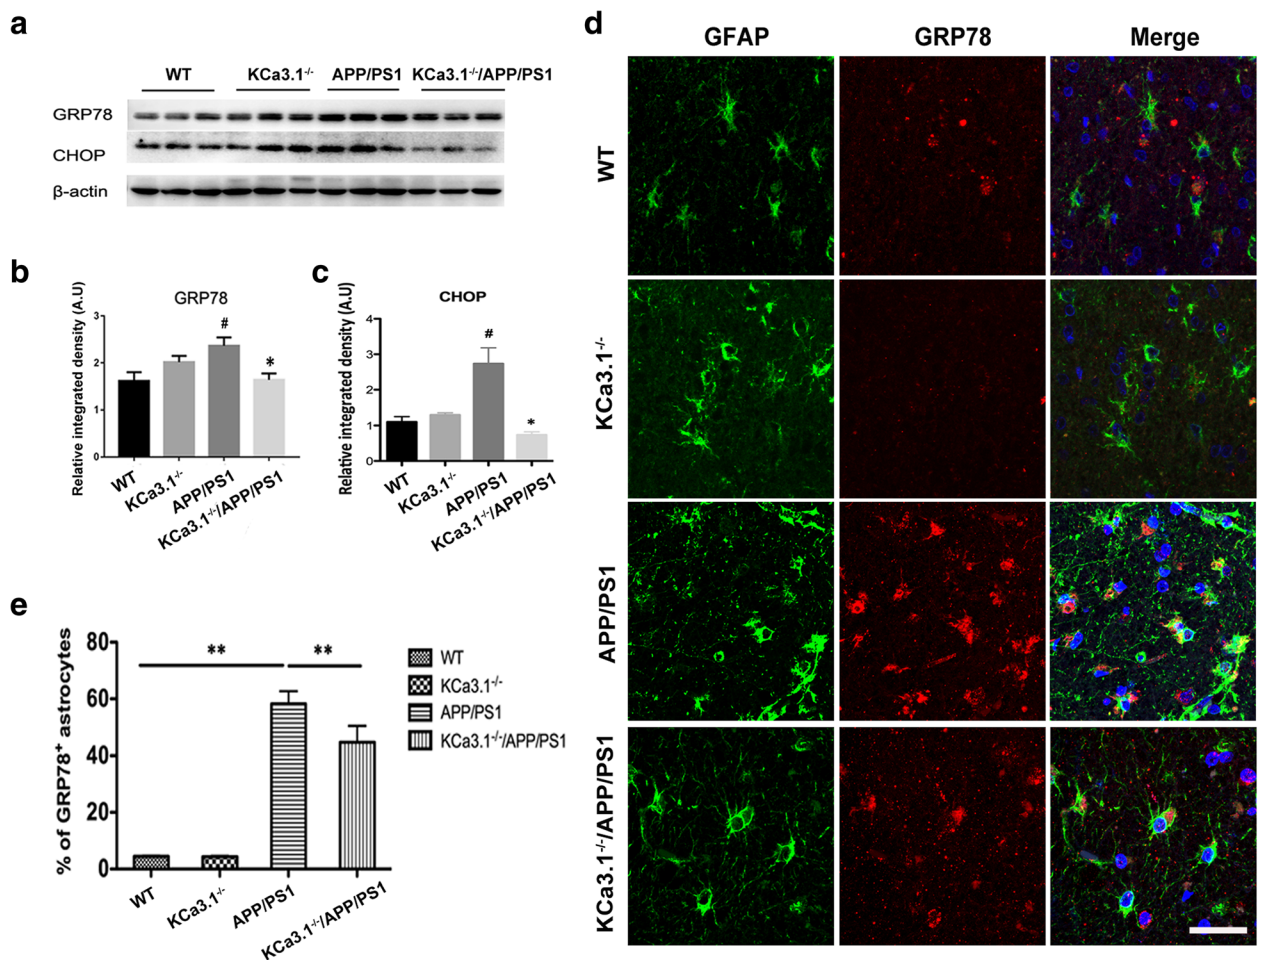 a
WT KCa3.1-/- APP/PS1 KCa3.1-/-/APP/PS1
GRP78
CHOP
β-actin
b
GRP78
Relative integrated density (A.U)
3
2
1
0
#
*
WT
KCa3.1-/-
APP/PS1
KCa3.1-/-/APP/PS1
c
CHOP
Relative integrated density (A.U)
4
3
2
1
0
#
*
WT
KCa3.1-/-
APP/PS1
KCa3.1-/-/APP/PS1
d
GFAP GRP78 Merge
WT
KCa3.1-/-
APP/PS1
KCa3.1-/-/APP/PS1
e
% of GRP78+ astrocytes
80
60
40
20
0
** **
WT
KCa3.1-/-
APP/PS1
KCa3.1-/-/APP/PS1
WT
KCa3.1-/-
APP/PS1
KCa3.1-/-/APP/PS1